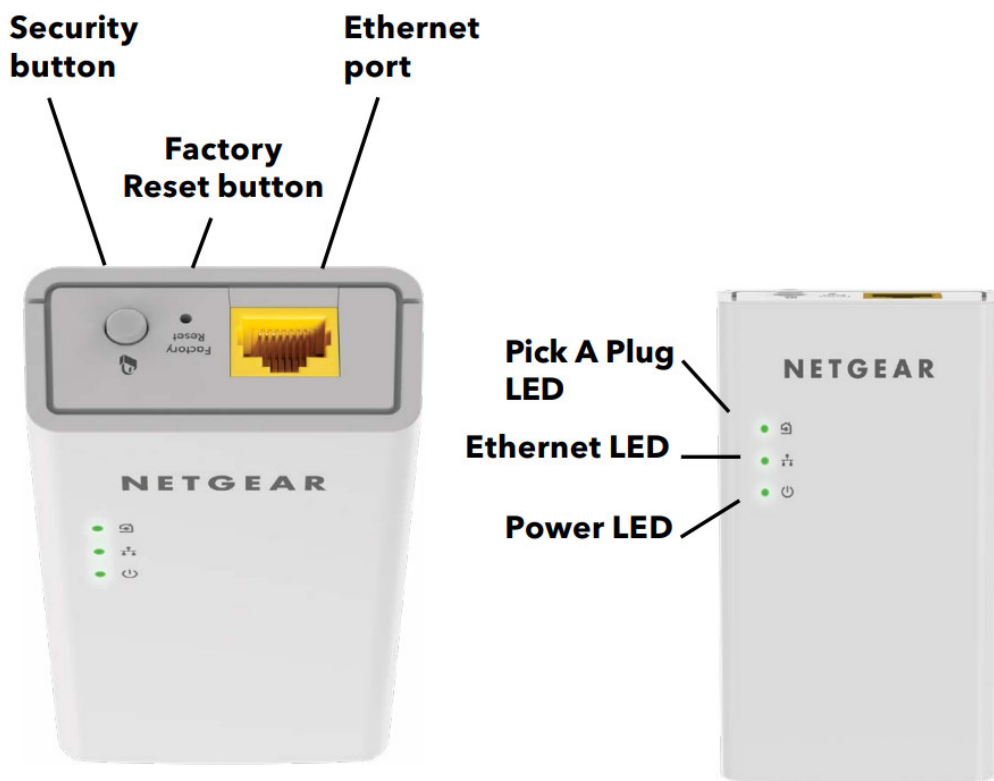 Security
button
Ethernet
port
Factory
Reset button
Factory
Reset
NETGEAR
Pick A Plug
LED
Ethernet LED
Power LED
NETGEAR